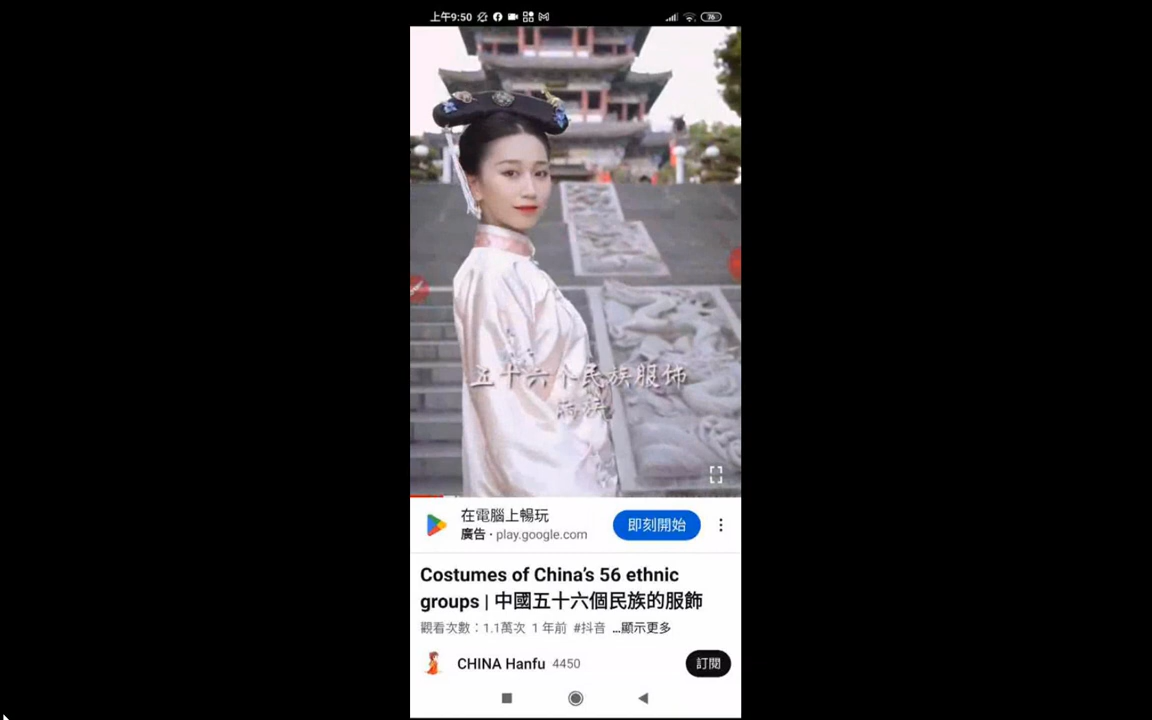 上午9:50
76
五十六个民族服饰
满族
在電腦上暢玩
廣告 · play.google.com
即刻開始
Costumes of China's 56 ethnic
groups | 中國五十六個民族的服飾
觀看次數：1.1萬次 1 年前 #抖音 ...顯示更多
CHINA Hanfu 4450
訂閱